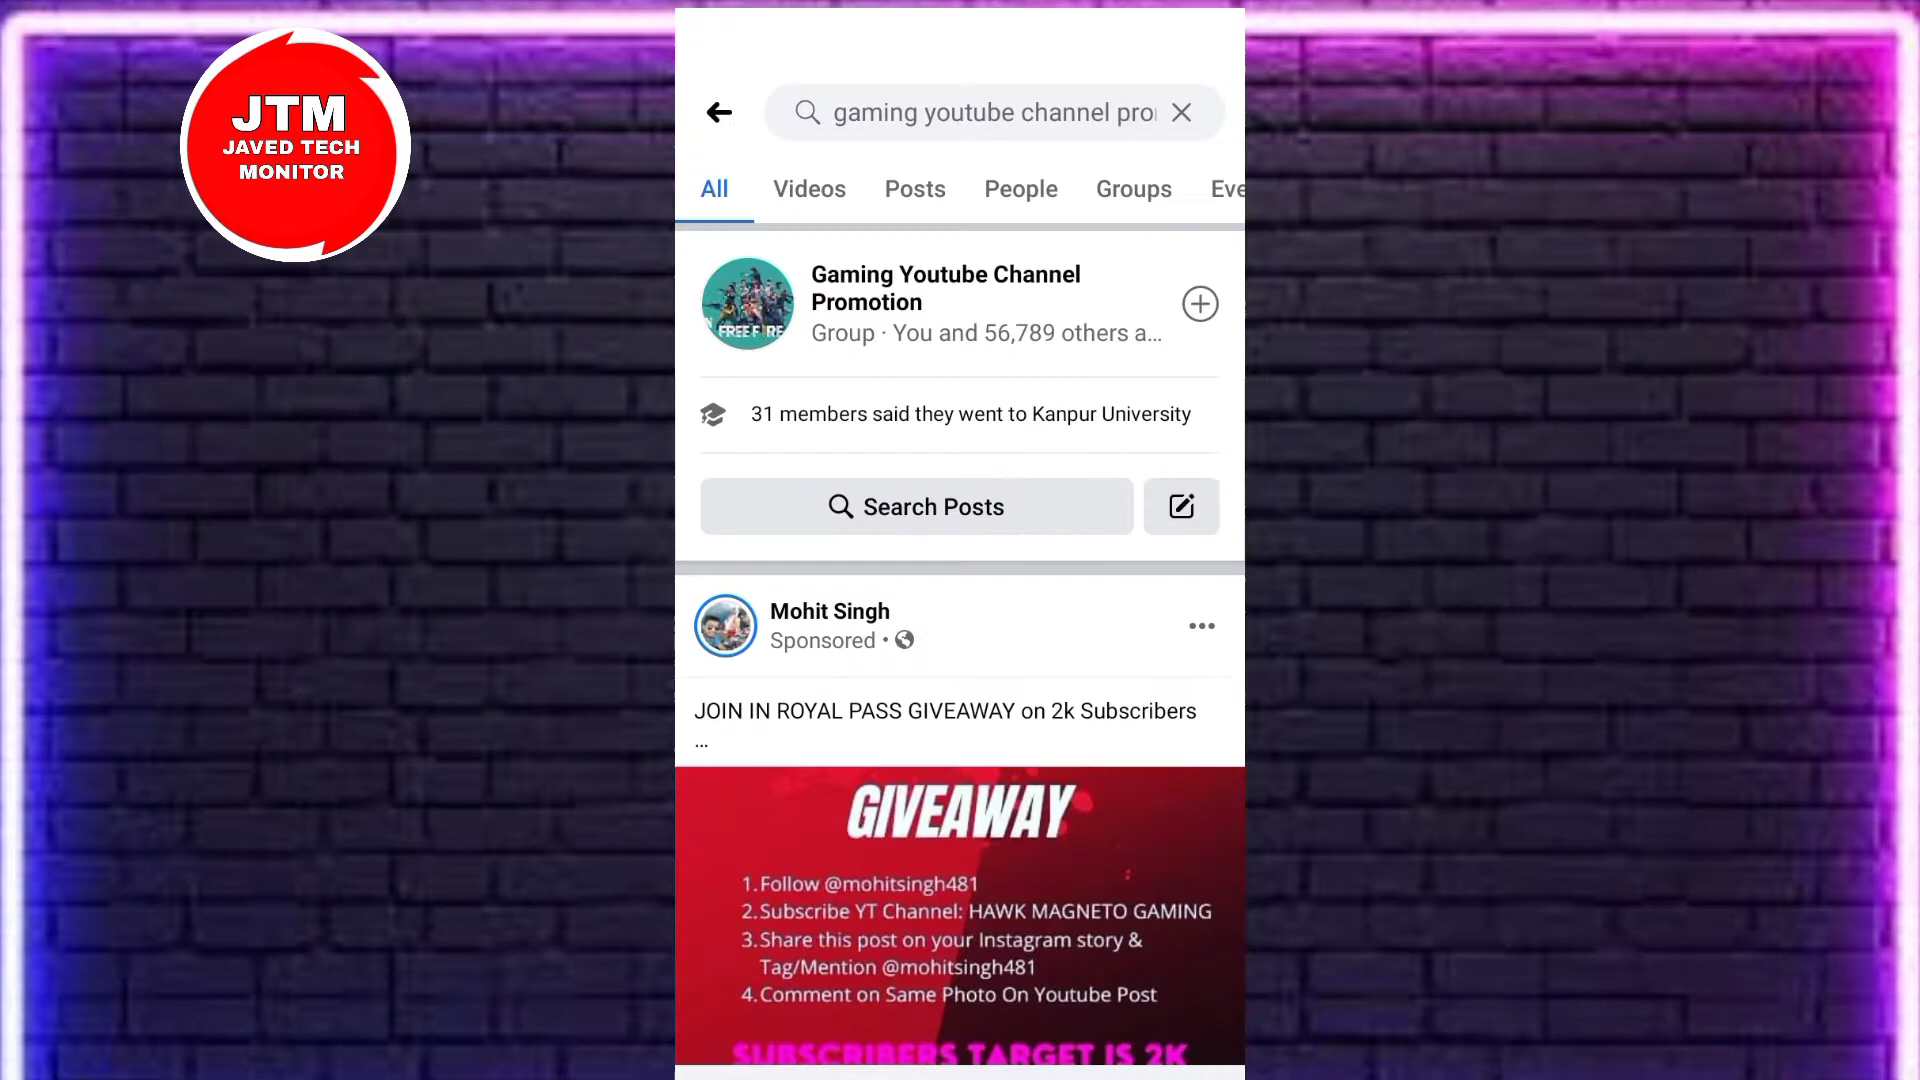 JTM
JAVED TECH
MONITOR
gaming youtube channel pro
All Videos Posts People Groups Eve
Gaming Youtube Channel
Promotion
Group · You and 56,789 others a...
FREE FIRE
31 members said they went to Kanpur University
Search Posts
Mohit Singh
Sponsored •
JOIN IN ROYAL PASS GIVEAWAY on 2k Subscribers
...
GIVEAWAY
1. Follow @mohitsingh481
2. Subscribe YT Channel: HAWK MAGNETO GAMING
3. Share this post on your Instagram story &
Tag/Mention @mohitsingh481
4. Comment on Same Photo On Youtube Post
SUBSCRIBERS TARGET IS 2K